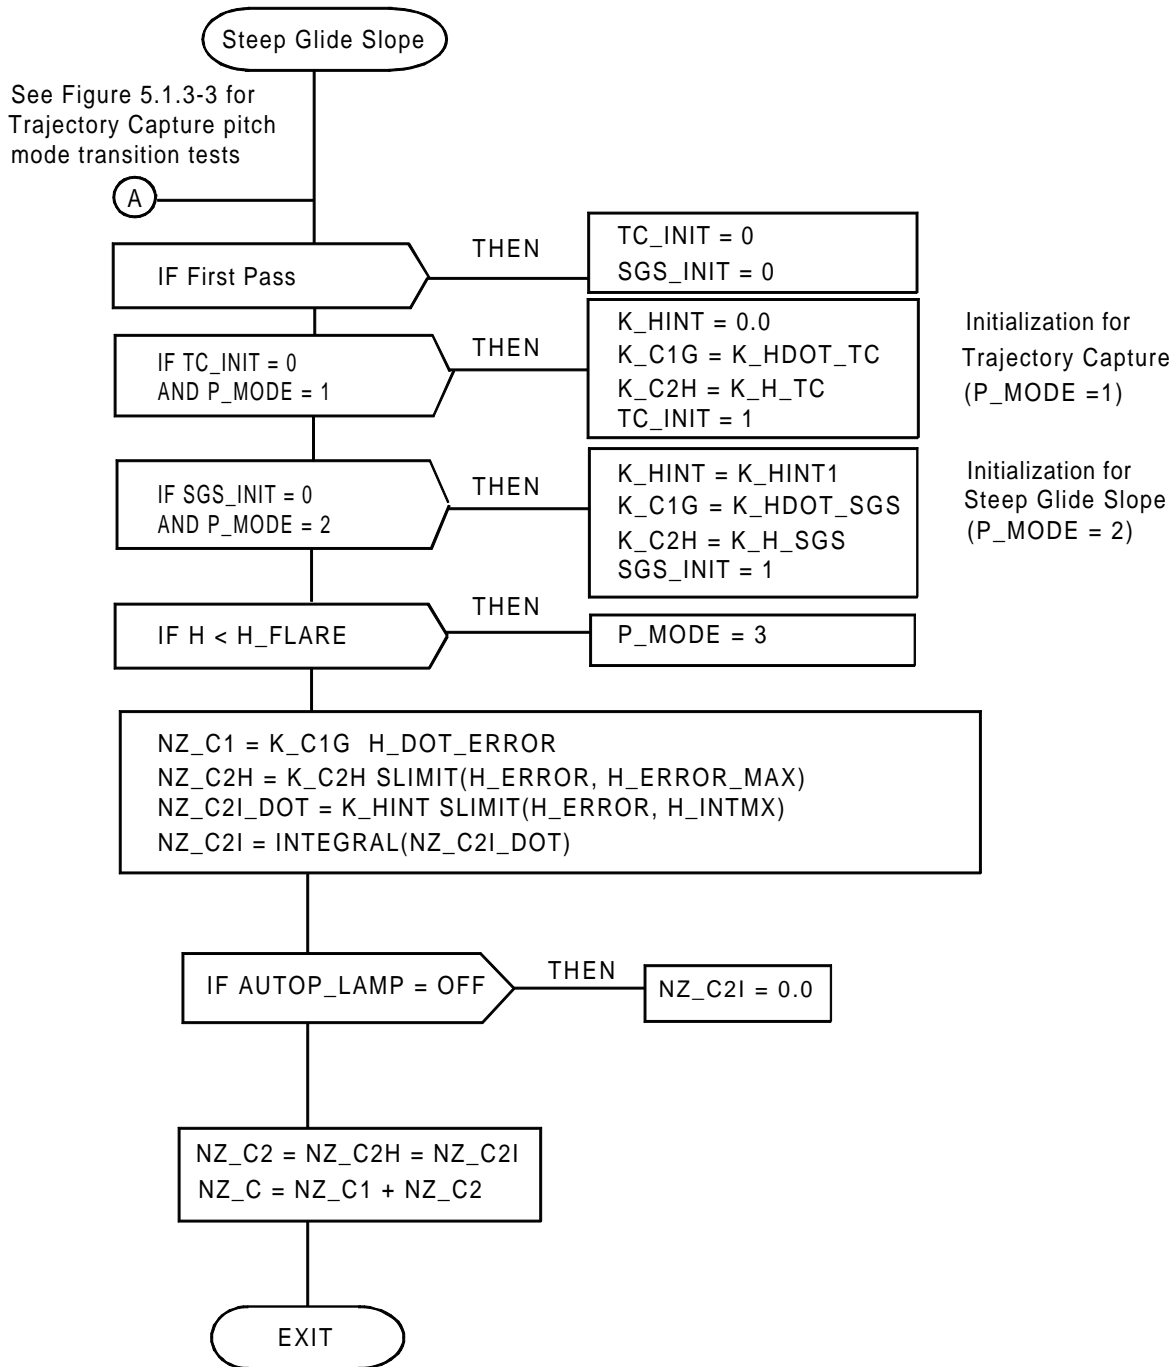 Steep Glide Slope
See Figure 5.1.3-3 for
Trajectory Capture pitch
mode transition tests
A
IF First Pass
THEN
TC_INIT = 0
SGS_INIT = 0
IF TC_INIT = 0
AND P_MODE = 1
THEN
K_HINT = 0.0
K_C1G = K_HDOT_TC
K_C2H = K_H_TC
TC_INIT = 1
Initialization for
Trajectory Capture
(P_MODE =1)
IF SGS_INIT = 0
AND P_MODE = 2
THEN
K_HINT = K_HINT1
K_C1G = K_HDOT_SGS
K_C2H = K_H_SGS
SGS_INIT = 1
Initialization for
Steep Glide Slope
(P_MODE = 2)
IF H < H_FLARE
THEN
P_MODE = 3
NZ_C1 = K_C1G H_DOT_ERROR
NZ_C2H = K_C2H SLIMIT(H_ERROR, H_ERROR_MAX)
NZ_C2I_DOT = K_HINT SLIMIT(H_ERROR, H_INTMX)
NZ_C2I = INTEGRAL(NZ_C2I_DOT)
IF AUTOP_LAMP = OFF
THEN
NZ_C2I = 0.0
NZ_C2 = NZ_C2H = NZ_C2I
NZ_C = NZ_C1 + NZ_C2
EXIT